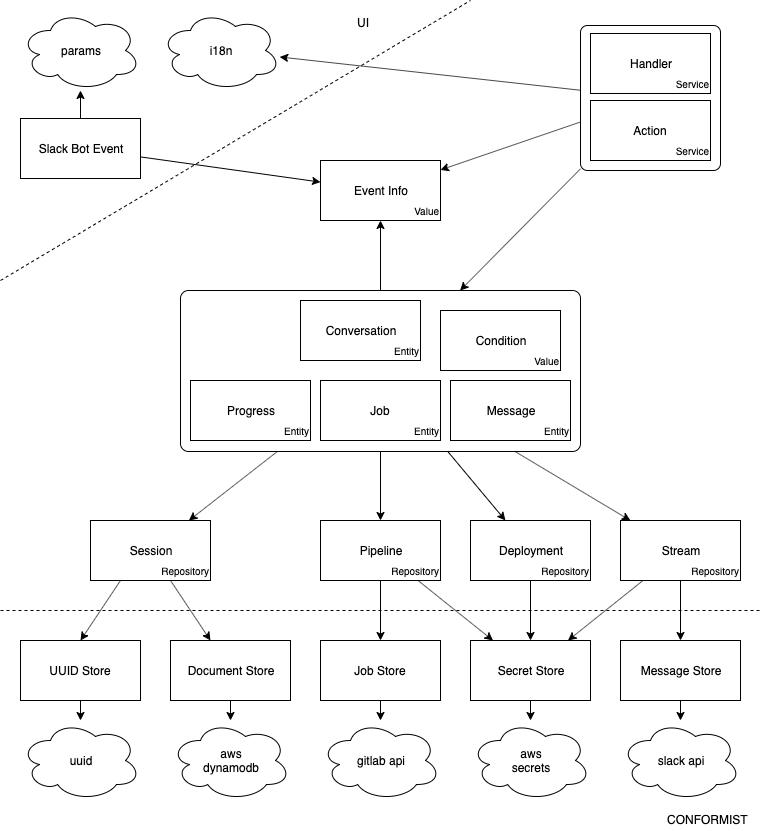 UI
params
i18n
Handler
Service
Action
Service
Slack Bot Event
Event Info
Value
Conversation
Entity
Condition
Value
Progress
Entity
Job
Entity
Message
Entity
Session
Repository
Pipeline
Repository
Deployment
Repository
Stream
Repository
UUID Store
Document Store
Job Store
Secret Store
Message Store
uuid
aws
dynamodb
gitlab api
aws
secrets
slack api
CONFORMIST